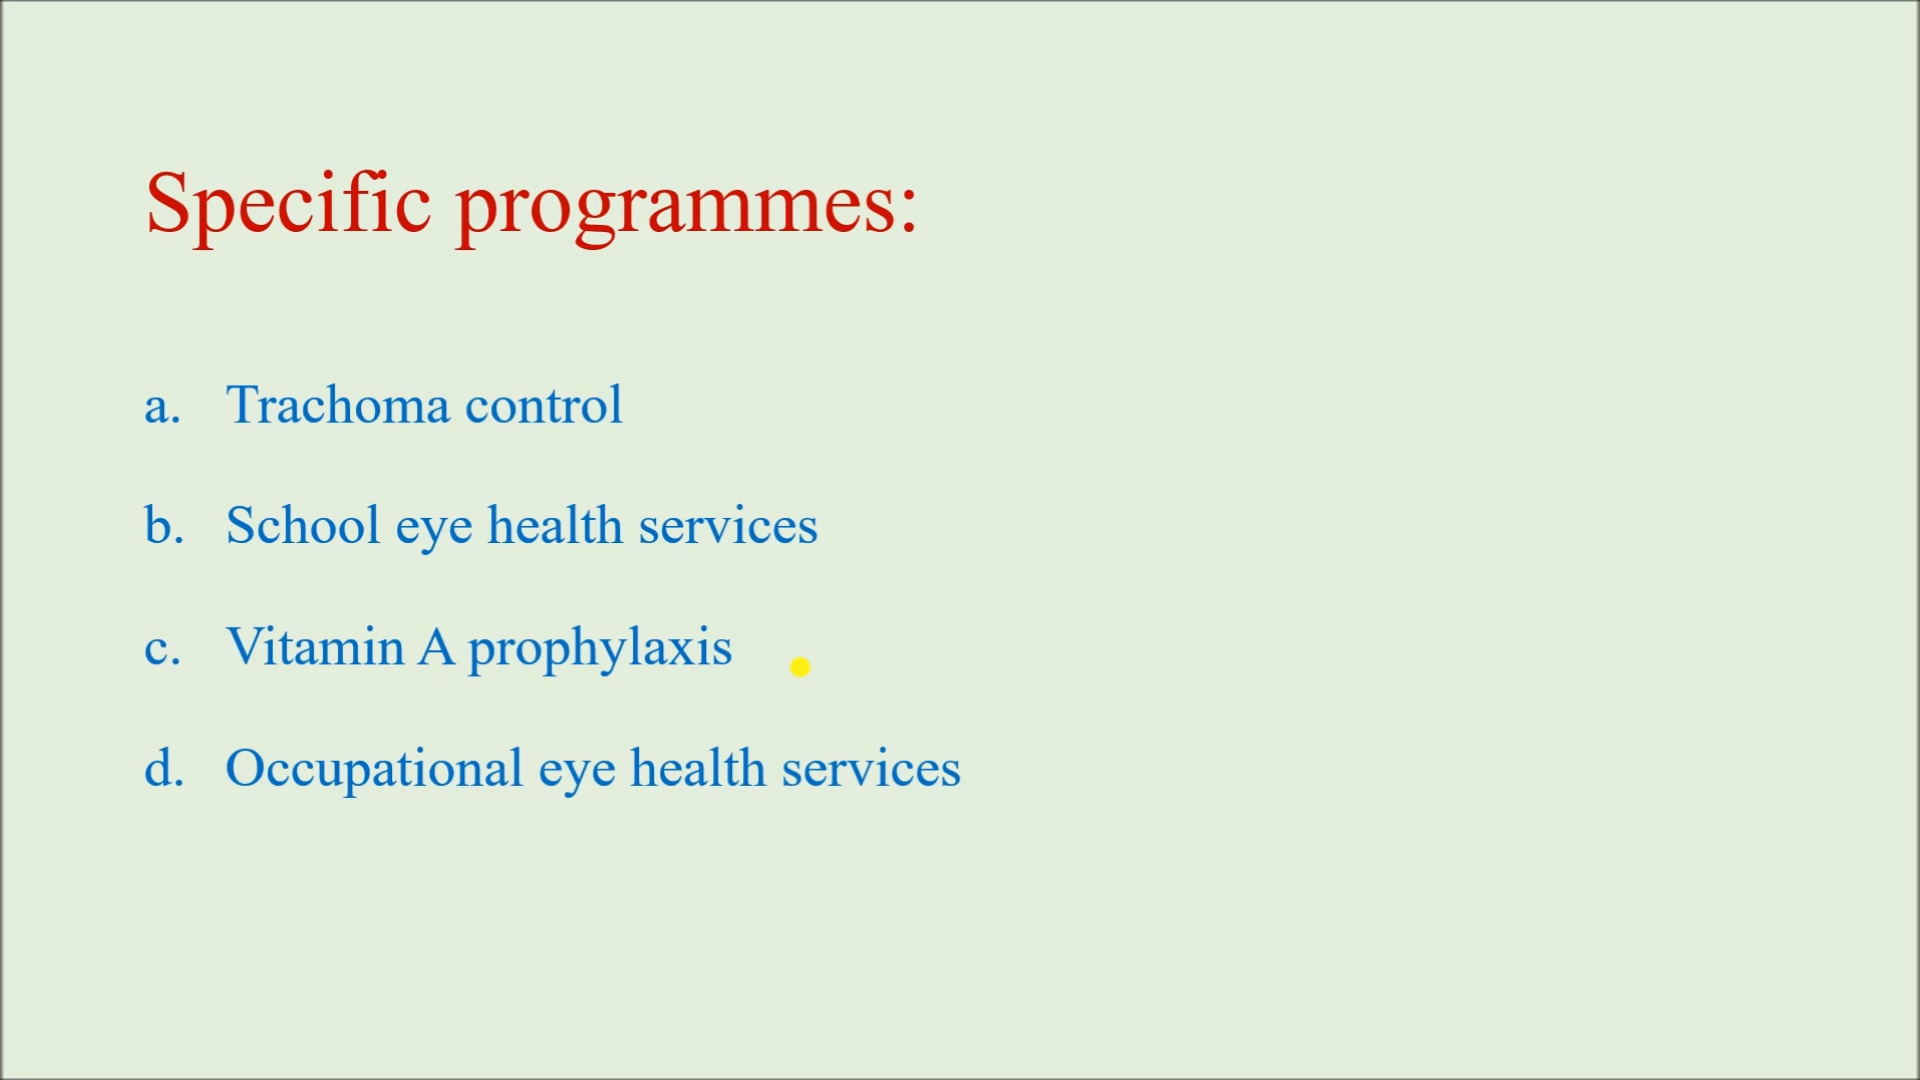 Specific programmes:
a. Trachoma control
b. School eye health services
c. Vitamin A prophylaxis
d. Occupational eye health services